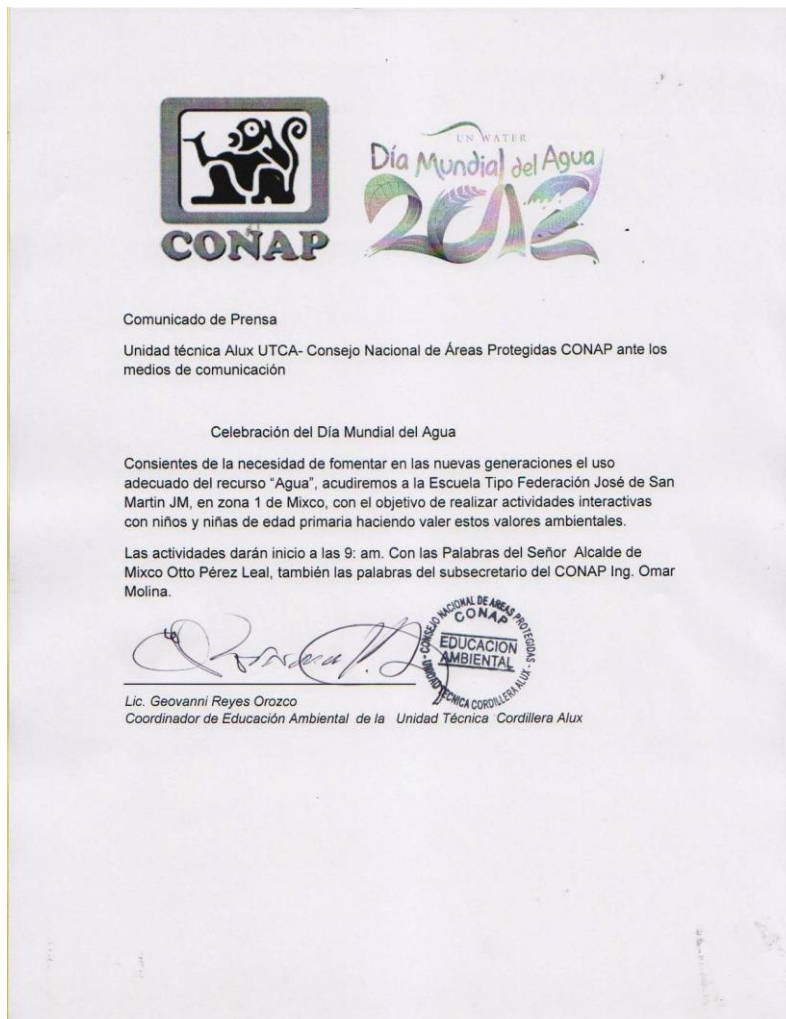 CONAP
UN WATER
Día Mundial del Agua
2012
Comunicado de Prensa
Unidad técnica Alux UTCA- Consejo Nacional de Áreas Protegidas CONAP ante los
medios de comunicación
Celebración del Día Mundial del Agua
Consientes de la necesidad de fomentar en las nuevas generaciones el uso
adecuado del recurso “Agua”, acudiremos a la Escuela Tipo Federación José de San
Martin JM, en zona 1 de Mixco, con el objetivo de realizar actividades interactivas
con niños y niñas de edad primaria haciendo valer estos valores ambientales.
Las actividades darán inicio a las 9: am. Con las Palabras del Señor Alcalde de
Mixco Otto Pérez Leal, también las palabras del subsecretario del CONAP Ing. Omar
Molina.
CONSEJO NACIONAL DE AREAS PROTEGIDAS
CONAP
EDUCACION
AMBIENTAL
UNIDAD TECNICA CORDILLERA ALUX
Lic. Geovanni Reyes Orozco
Coordinador de Educación Ambiental de la Unidad Técnica Cordillera Alux